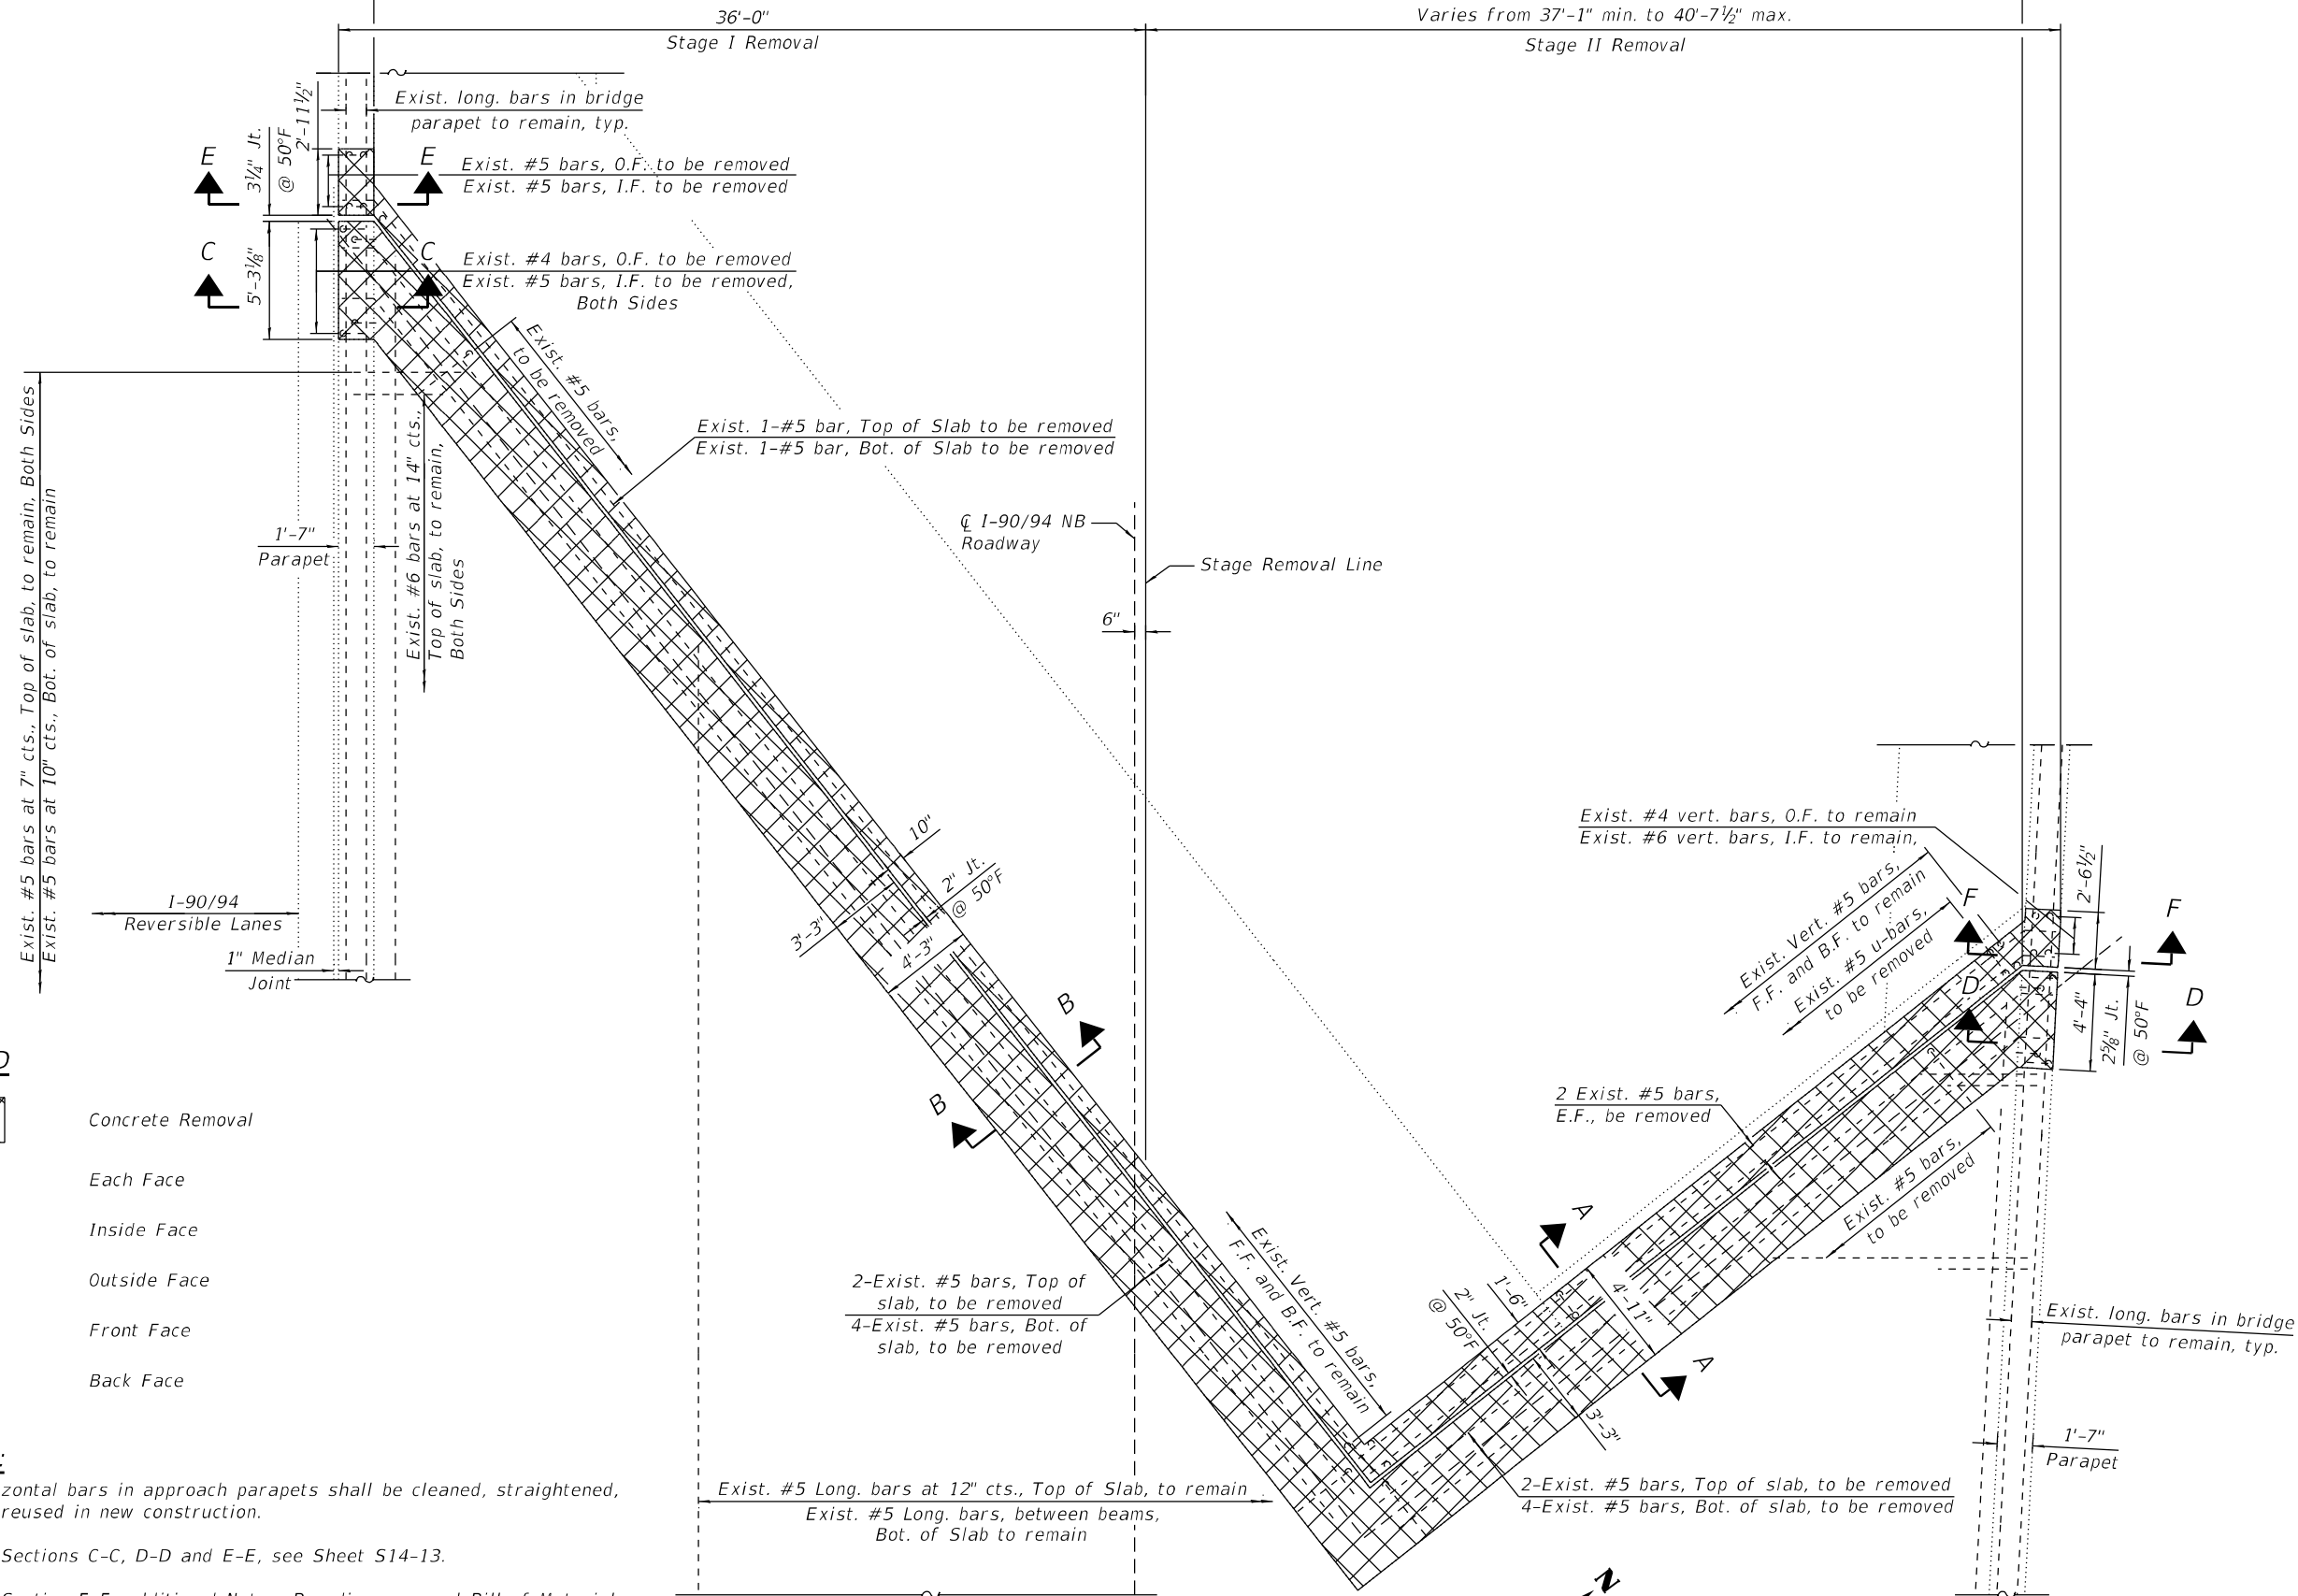 36'-0"
Stage I Removal
Varies from 37'-1" min. to 40'-7½" max.
Stage II Removal
Exist. long. bars in bridge
parapet to remain, typ.
2'-11½"
3¼" Jt.
@ 50°F
E
E
Exist. #5 bars, O.F. to be removed
Exist. #5 bars, I.F. to be removed
C
C
5'-3⅛"
Exist. #4 bars, O.F. to be removed
Exist. #5 bars, I.F. to be removed,
Both Sides
Exist. #5 bars,
to be removed
Exist. #5 bars at 7" cts., Top of slab, to remain, Both Sides
Exist. #5 bars at 10" cts., Bot. of slab, to remain
Exist. #6 bars at 14" cts.,
Top of slab, to remain,
Both Sides
Exist. 1-#5 bar, Top of Slab to be removed
Exist. 1-#5 bar, Bot. of Slab to be removed
1'-7"
Parapet
℄ I-90/94 NB
Roadway
Stage Removal Line
6"
10"
2" Jt.
@ 50°F
3'-3"
4'-3"
I-90/94
Reversible Lanes
1" Median
Joint
Exist. #4 vert. bars, O.F. to remain
Exist. #6 vert. bars, I.F. to remain,
Exist. Vert. #5 bars,
F.F. and B.F. to remain
Exist. #5 u-bars,
to be removed
2'-6½"
F
F
D
D
4'-4"
2⅝" Jt.
@ 50°F
B
B
D
Concrete Removal
Each Face
Inside Face
Outside Face
Front Face
Back Face
2 Exist. #5 bars,
E.F., be removed
Exist. #5 bars,
to be removed
A
A
Exist. Vert. #5 bars,
F.F. and B.F. to remain
2" Jt.
@ 50°F
1'-6"
4'-11"
3'-3"
2-Exist. #5 bars, Top of
slab, to be removed
4-Exist. #5 bars, Bot. of
slab, to be removed
Exist. long. bars in bridge
parapet to remain, typ.
1'-7"
Parapet
Exist. #5 Long. bars at 12" cts., Top of Slab, to remain
Exist. #5 Long. bars, between beams,
Bot. of Slab to remain
2-Exist. #5 bars, Top of slab, to be removed
4-Exist. #5 bars, Bot. of slab, to be removed
zontal bars in approach parapets shall be cleaned, straightened,
reused in new construction.
Sections C-C, D-D and E-E, see Sheet S14-13.
N